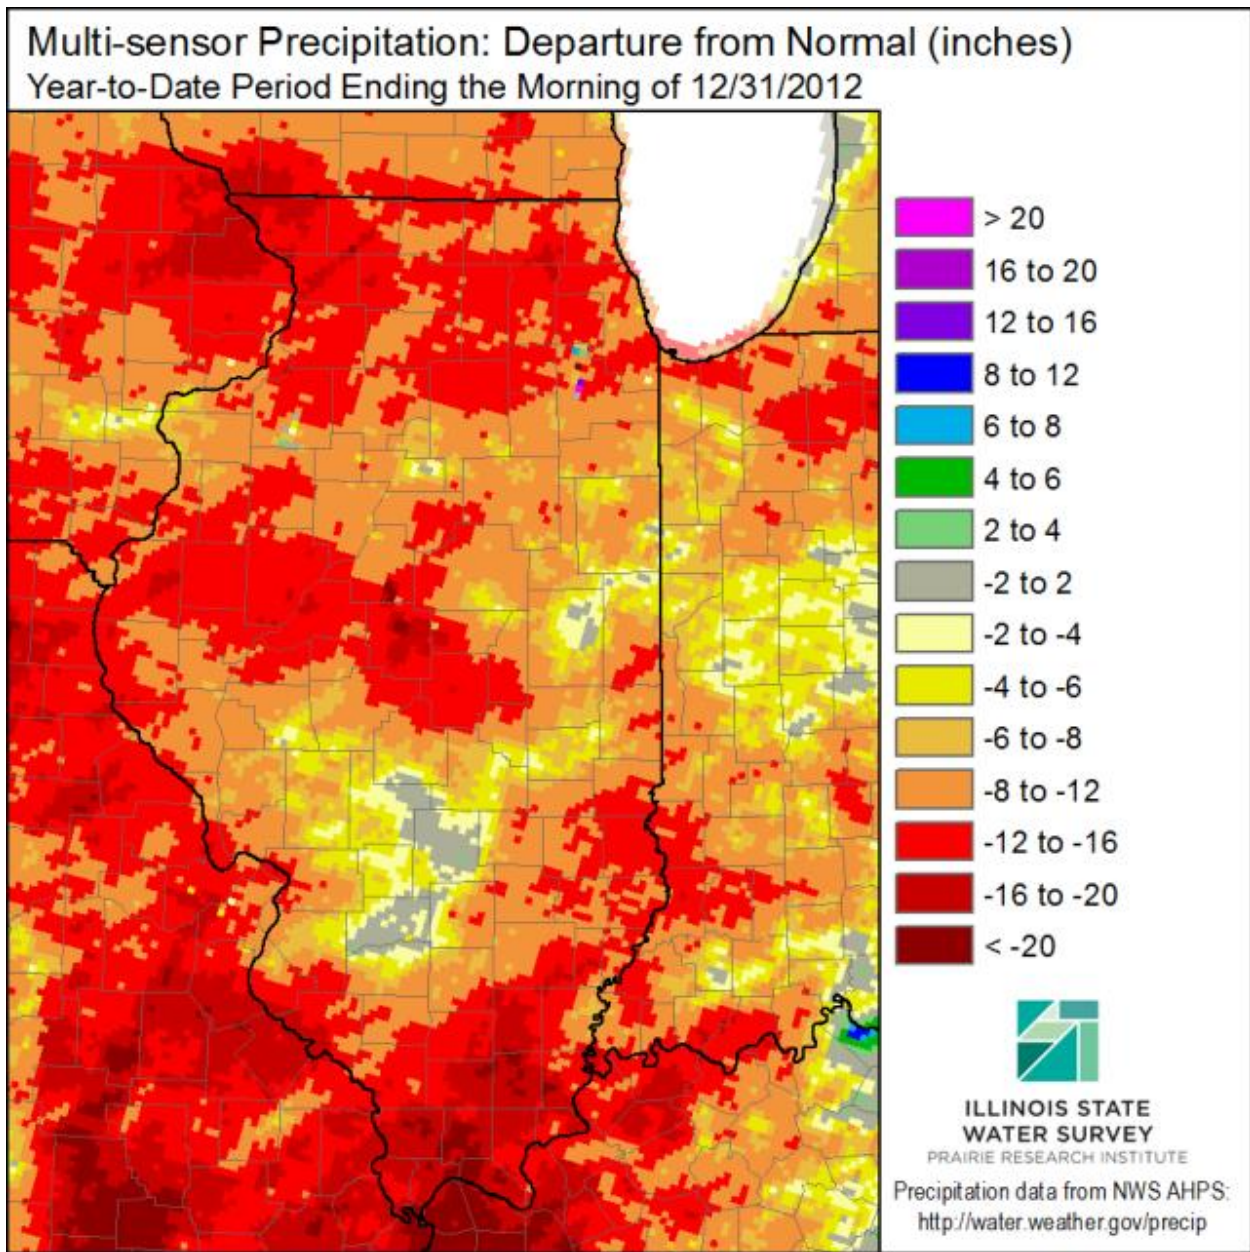 Multi-sensor Precipitation: Departure from Normal (inches)
Year-to-Date Period Ending the Morning of 12/31/2012
> 20
16 to 20
12 to 16
8 to 12
6 to 8
4 to 6
2 to 4
-2 to 2
-2 to -4
-4 to -6
-6 to -8
-8 to -12
-12 to -16
-16 to -20
< -20
ILLINOIS STATE
WATER SURVEY
PRAIRIE RESEARCH INSTITUTE
Precipitation data from NWS AHPS:
http://water.weather.gov/precip